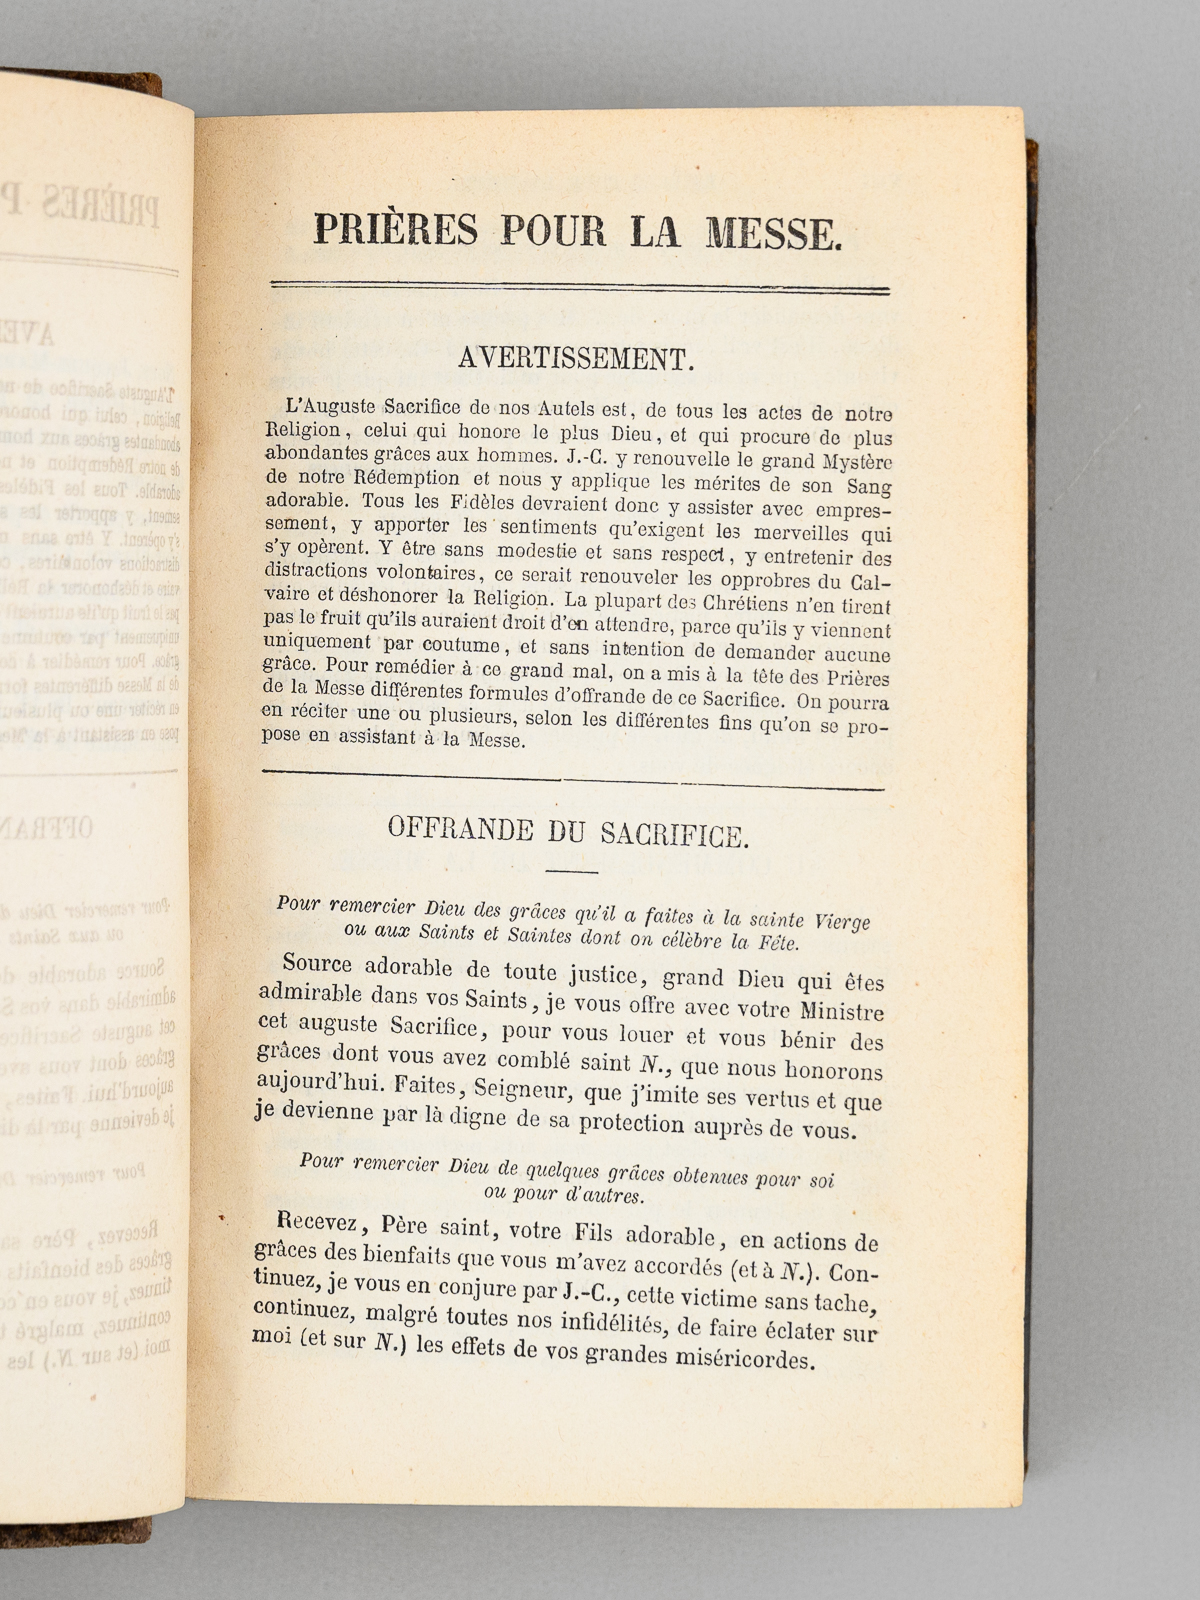 PRIÈRES POUR LA MESSE.
AVERTISSEMENT.
L'Auguste Sacrifice de nos Autels est, de tous les actes de notre
Religion, celui qui honore le plus Dieu, et qui procure de plus
abondantes grâces aux hommes. J.-C. y renouvelle le grand Mystère
de notre Rédemption et nous y applique les mérites de son Sang
adorable. Tous les Fidèles devraient donc y assister avec empres-
sement, y apporter les sentiments qu'exigent les merveilles qui
s'y opèrent. Y être sans modestie et sans respect, y entretenir des
distractions volontaires, ce serait renouveler les opprobres du Cal-
vaire et déshonorer la Religion. La plupart des Chrétiens n'en tirent
pas le fruit qu'ils auraient droit d'en attendre, parce qu'ils y viennent
uniquement par coutume, et sans intention de demander aucune
grâce. Pour remédier à ce grand mal, on a mis à la tête des Prières
de la Messe différentes formules d'offrande de ce Sacrifice. On pourra
en réciter une ou plusieurs, selon les différentes fins qu'on se pro-
pose en assistant à la Messe.
OFFRANDE DU SACRIFICE.
Pour remercier Dieu des grâces qu'il a faites à la sainte Vierge
ou aux Saints et Saintes dont on célèbre la Fête.
Source adorable de toute justice, grand Dieu qui êtes
admirable dans vos Saints, je vous offre avec votre Ministre
cet auguste Sacrifice, pour vous louer et vous bénir des
grâces dont vous avez comblé saint N., que nous honorons
aujourd'hui. Faites, Seigneur, que j'imite ses vertus et que
je devienne par là digne de sa protection auprès de vous.
Pour remercier Dieu de quelques grâces obtenues pour soi
ou pour d'autres.
Recevez, Père saint, votre Fils adorable, en actions de
grâces des bienfaits que vous m'avez accordés (et à N.). Con-
tinuez, je vous en conjure par J.-C., cette victime sans tache,
continuez, malgré toutes nos infidélités, de faire éclater sur
moi (et sur N.) les effets de vos grandes miséricordes.